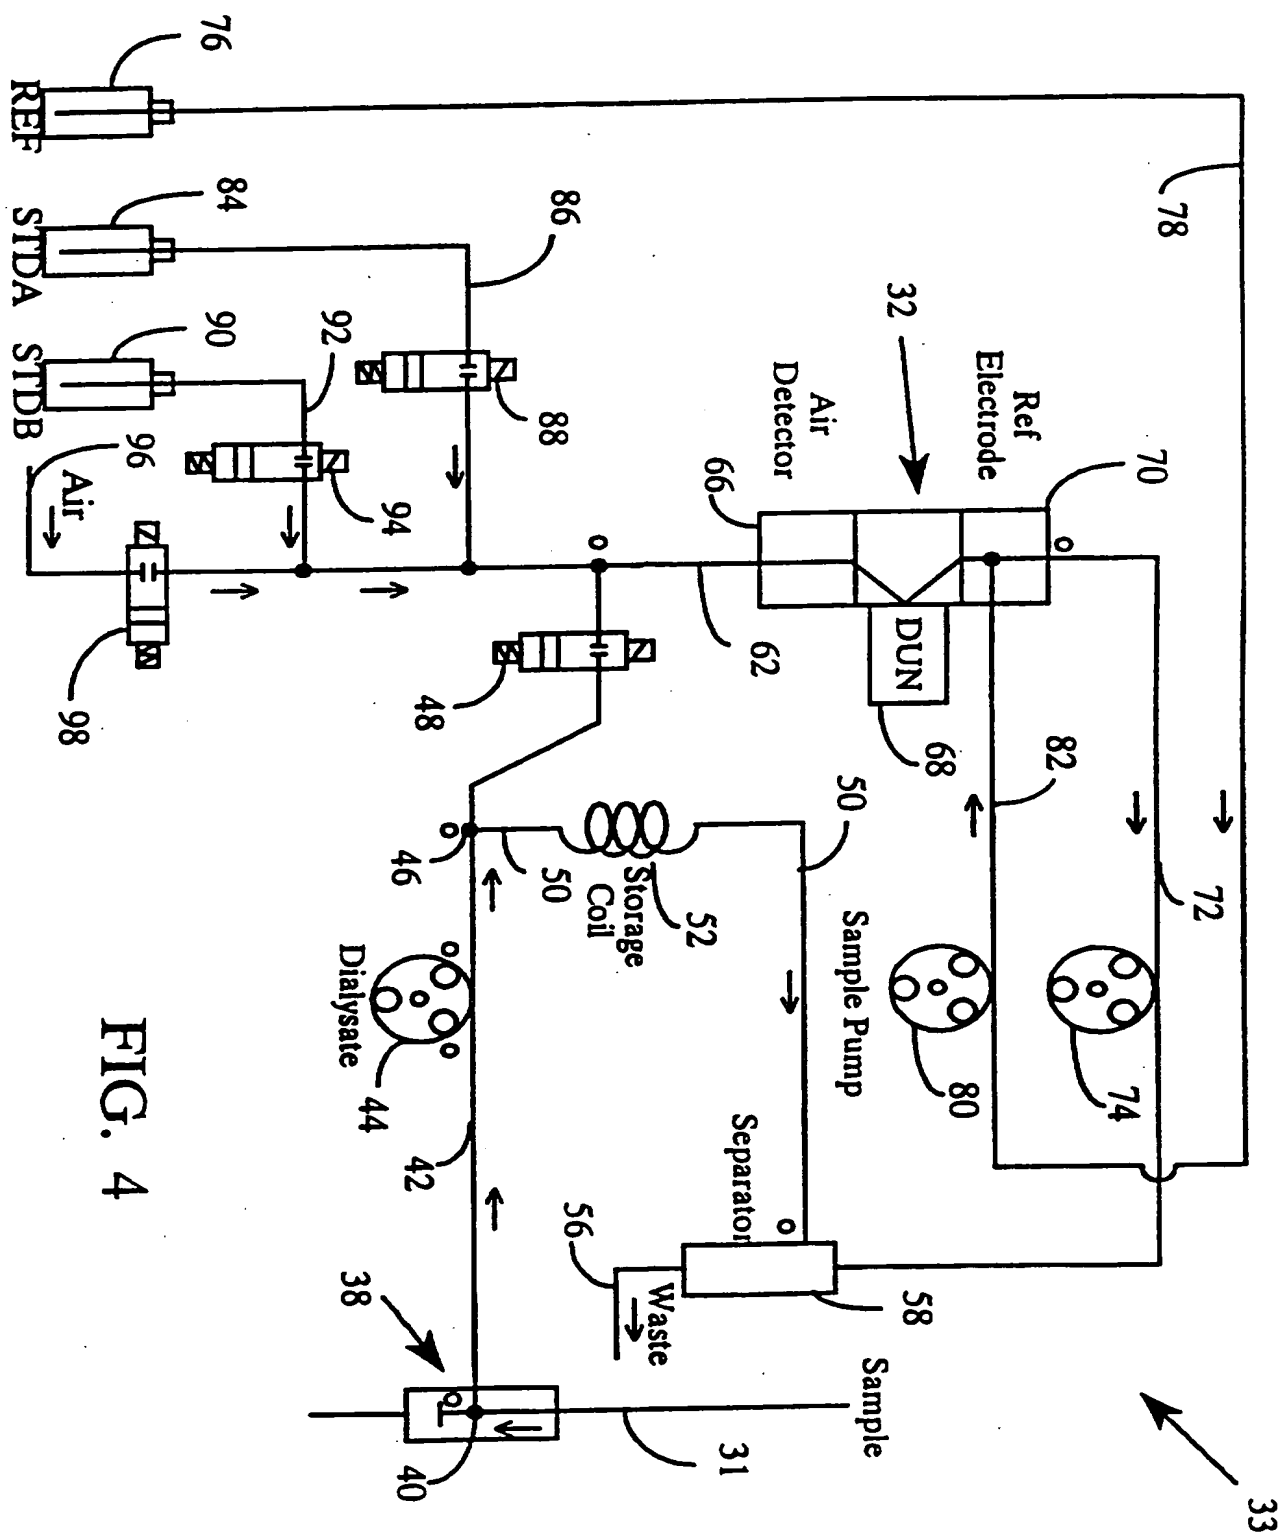 33
78
72
70
74
82
Ref
Electrode
80
68
58
32
DUN
Sample
Sample Pump
50
Air
Detector
62
Separator
31
66
52
Waste
Storage
Coil
56
86
50
88
48
42
40
46
94
44
38
Dialysate
92
84
90
76
96
FIG. 4
Air
98
REF STDA STDB